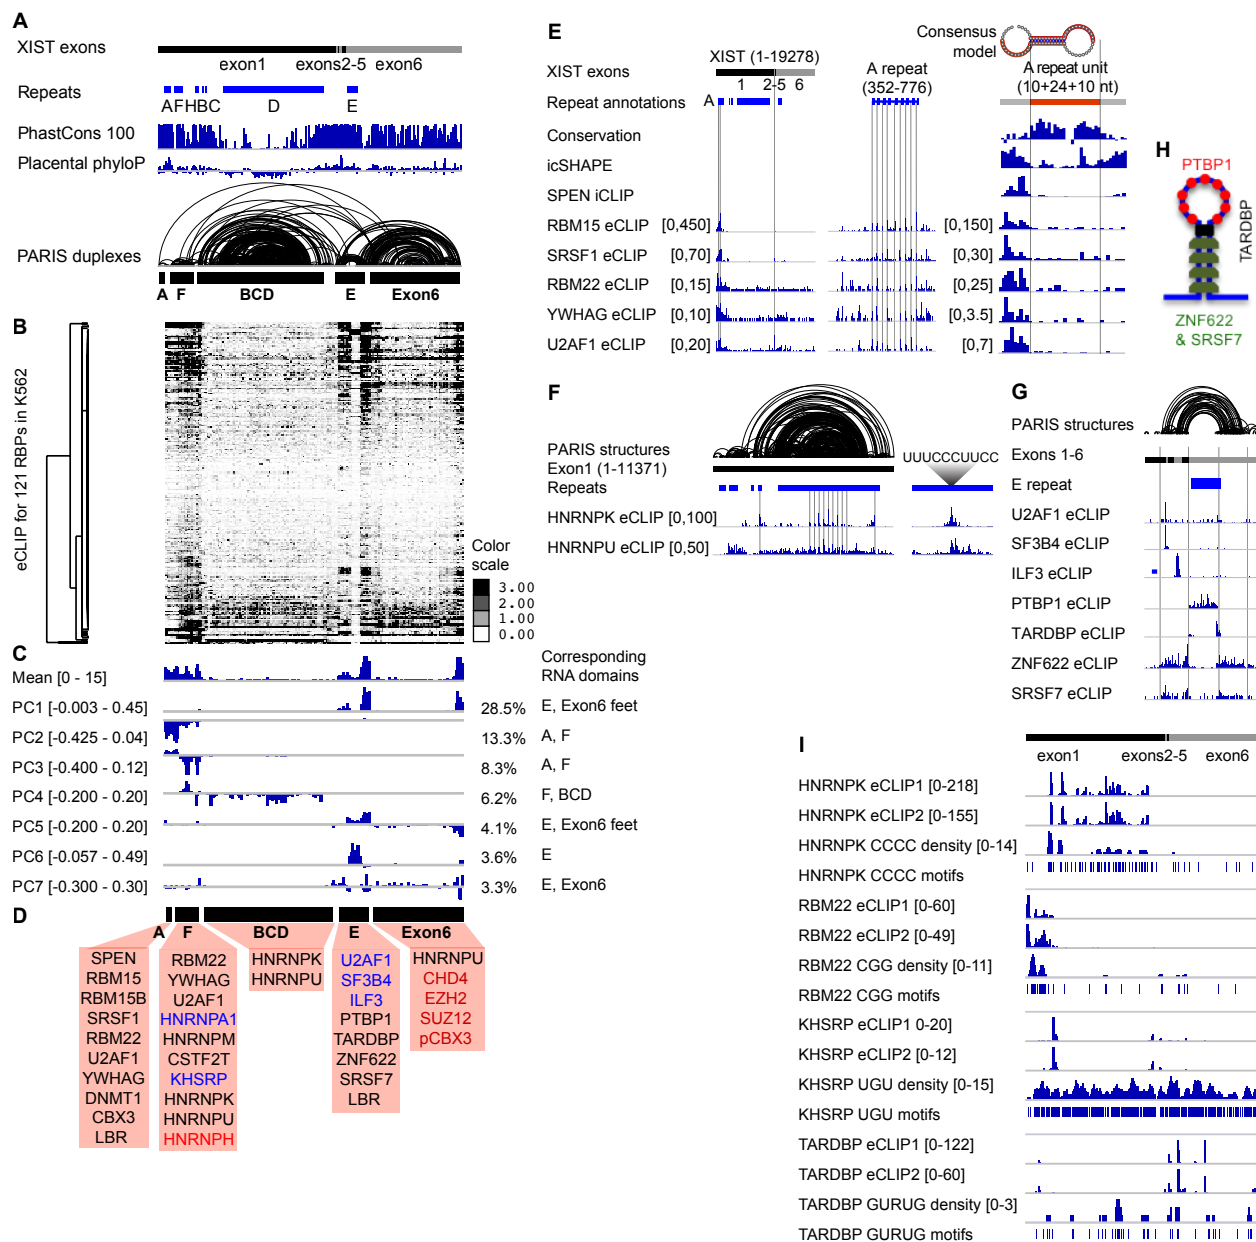 A
XIST exons
exon1
exons2-5
exon6
Repeats
A F H B C D E
PhastCons 100
Placental phyloP
PARIS duplexes
A F BCD E Exon6
B
eCLIP for 121 RBPs in K562
Color
scale
3.00
2.00
1.00
0.00
C
Corresponding
RNA domains
Mean [0 - 15]
PC1 [-0.003 - 0.45] 28.5% E, Exon6 feet
PC2 [-0.425 - 0.04] 13.3% A, F
PC3 [-0.400 - 0.12] 8.3% A, F
PC4 [-0.200 - 0.20] 6.2% F, BCD
PC5 [-0.200 - 0.20] 4.1% E, Exon6 feet
PC6 [-0.057 - 0.49] 3.6% E
PC7 [-0.300 - 0.30] 3.3% E, Exon6
D
A F BCD E Exon6
SPEN
RBM15
RBM15B
SRSF1
RBM22
U2AF1
YWHAG
DNMT1
CBX3
LBR
RBM22
YWHAG
U2AF1
HNRNPA1
HNRNPM
CSTF2T
KHSRP
HNRNPK
HNRNPU
HNRNPH
HNRNPK
HNRNPU
U2AF1
SF3B4
ILF3
PTBP1
TARDBP
ZNF622
SRSF7
LBR
HNRNPU
CHD4
EZH2
SUZ12
pCBX3
E
Consensus
model
XIST (1-19278)
A repeat
(352-776)
A repeat unit
(10+24+10 nt)
XIST exons
1 2-5 6
Repeat annotations A
Conservation
icSHAPE
SPEN iCLIP
RBM15 eCLIP [0,450] [0,150]
SRSF1 eCLIP [0,70] [0,30]
RBM22 eCLIP [0,15] [0,25]
YWHAG eCLIP [0,10] [0,3.5]
U2AF1 eCLIP [0,20] [0,7]
F
PARIS structures
Exon1 (1-11371)
Repeats
UUUCCCUUCC
HNRNPK eCLIP [0,100]
HNRNPU eCLIP [0,50]
G
PARIS structures
Exons 1-6
E repeat
U2AF1 eCLIP
SF3B4 eCLIP
ILF3 eCLIP
PTBP1 eCLIP
TARDBP eCLIP
ZNF622 eCLIP
SRSF7 eCLIP
H
PTBP1
TARDBP
ZNF622
& SRSF7
I
exon1 exons2-5 exon6
HNRNPK eCLIP1 [0-218]
HNRNPK eCLIP2 [0-155]
HNRNPK CCCC density [0-14]
HNRNPK CCCC motifs
RBM22 eCLIP1 [0-60]
RBM22 eCLIP2 [0-49]
RBM22 CGG density [0-11]
RBM22 CGG motifs
KHSRP eCLIP1 0-20]
KHSRP eCLIP2 [0-12]
KHSRP UGU density [0-15]
KHSRP UGU motifs
TARDBP eCLIP1 [0-122]
TARDBP eCLIP2 [0-60]
TARDBP GURUG density [0-3]
TARDBP GURUG motifs